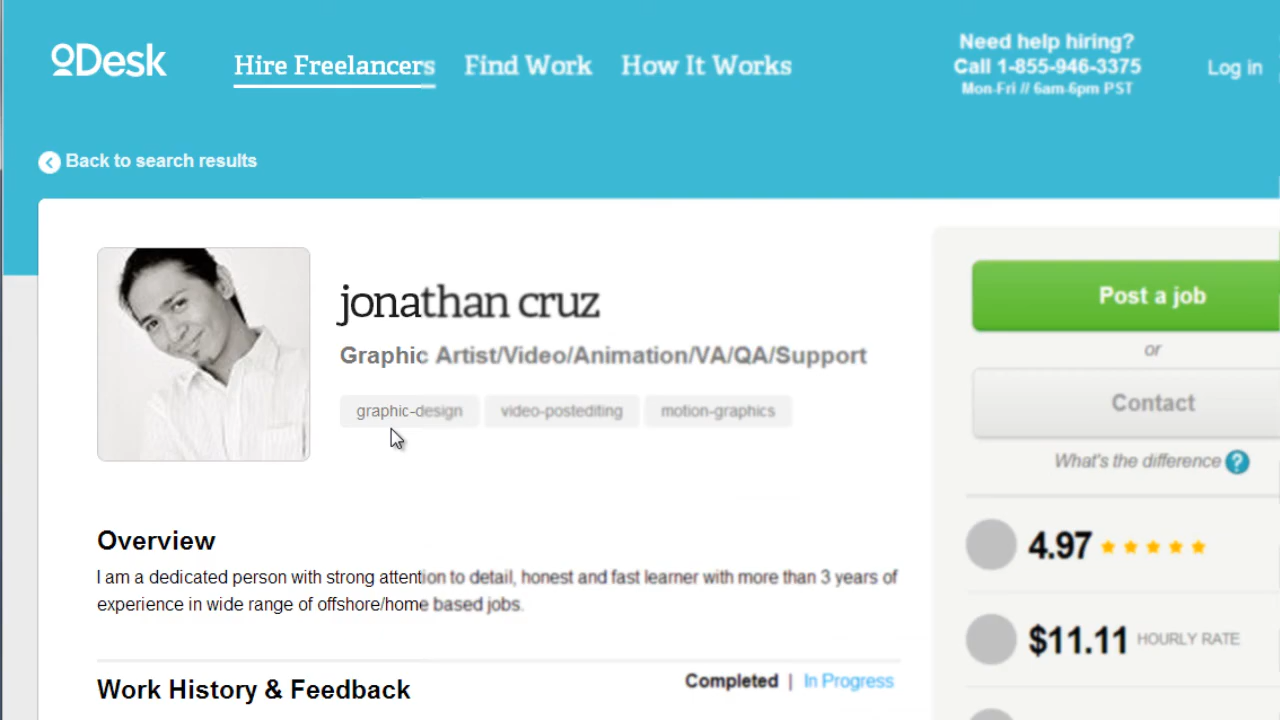 oDesk
Hire Freelancers Find Work How It Works
Need help hiring?
Call 1-855-946-3375
Mon-Fri // 6am-6pm PST
Log in
Back to search results
jonathan cruz
Graphic Artist/Video/Animation/VA/QA/Support
graphic-design video-postediting motion-graphics
Post a job
or
Contact
What's the difference ?
Overview
I am a dedicated person with strong attention to detail, honest and fast learner with more than 3 years of
experience in wide range of offshore/home based jobs.
4.97
$11.11 HOURLY RATE
Work History & Feedback
Completed | In Progress